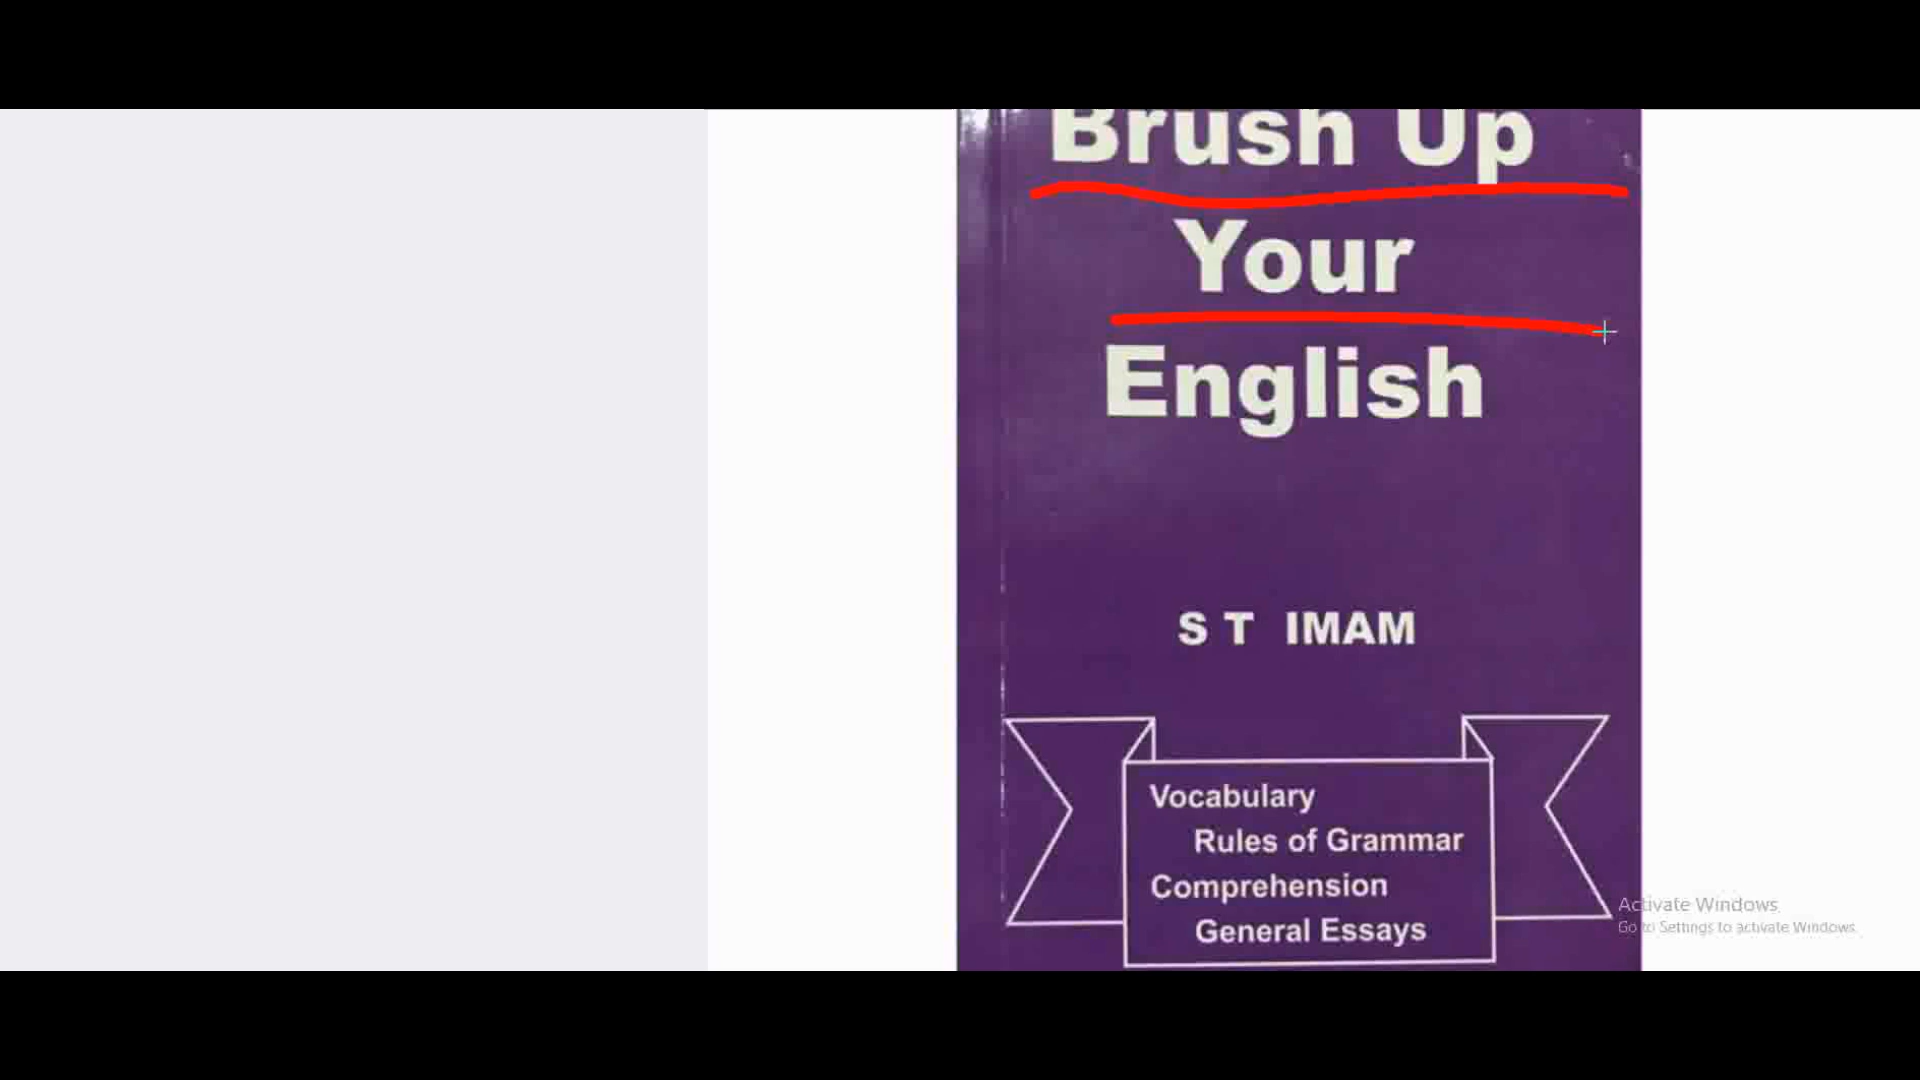 Brush Up
Your
English
S T IMAM
Vocabulary
Rules of Grammar
Comprehension
General Essays
Activate Windows
Go to Settings to activate Windows.